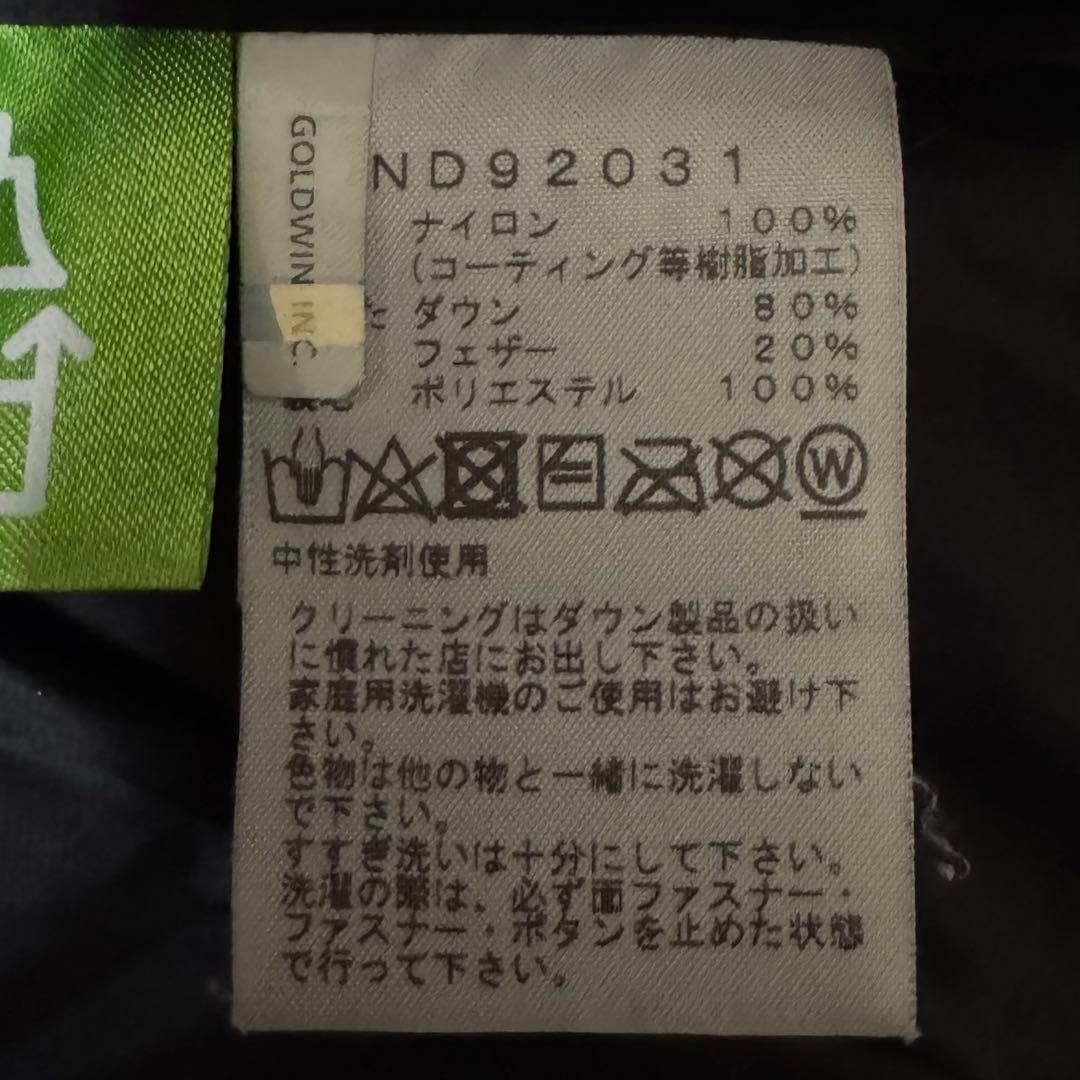 GOLDWIN INC.
ND92031
ナイロン 100%
(コーティング等樹脂加工)
た ダウン 80%
フェザー 20%
ポリエステル 100%
W
中性洗剤使用
クリーニングはダウン製品の扱い
に慣れた店にお出し下さい。
家庭用洗濯機のご使用はお避け下
さい。
色物は他の物と一緒に洗濯しない
で下さい。
すすぎ洗いは十分にして下さい。
洗濯の際は、必ず面ファスナー・
ファスナー・ボタンを止めた状態
で行って下さい。